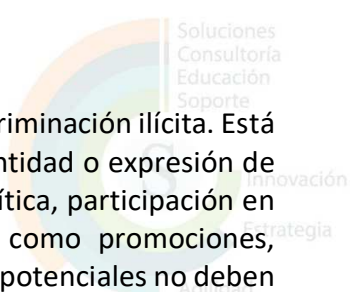 Soluciones
Consultoría
Educación
Soporte
riminación ilícita. Está
ntidad o expresión de
Innovación
ítica, participación en
Estrategia
como promociones,
potenciales no deben